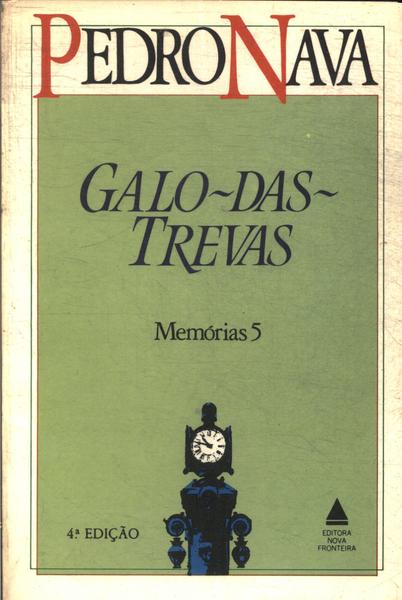 PEDRO NAVA
GALO~DAS~
TREVAS
Memórias 5
4ª EDIÇÃO
EDITORA
NOVA
FRONTEIRA